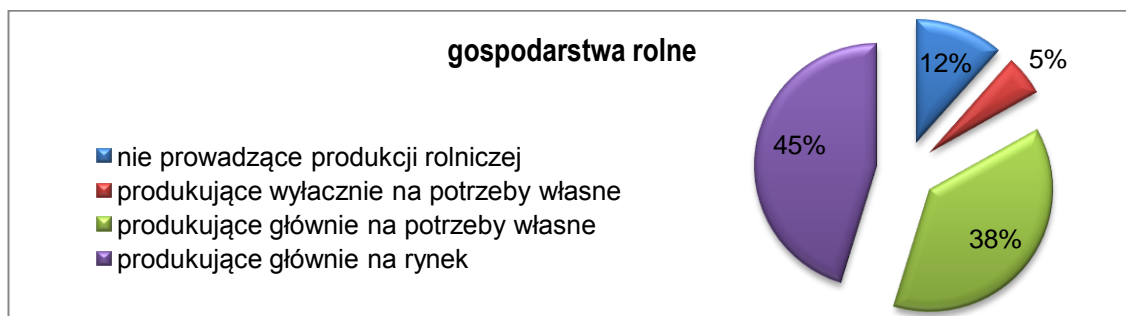 gospodarstwa rolne
12%
5%
45%
38%
nie prowadzące produkcji rolniczej
produkujące wyłacznie na potrzeby własne
produkujące głównie na potrzeby własne
produkujące głównie na rynek